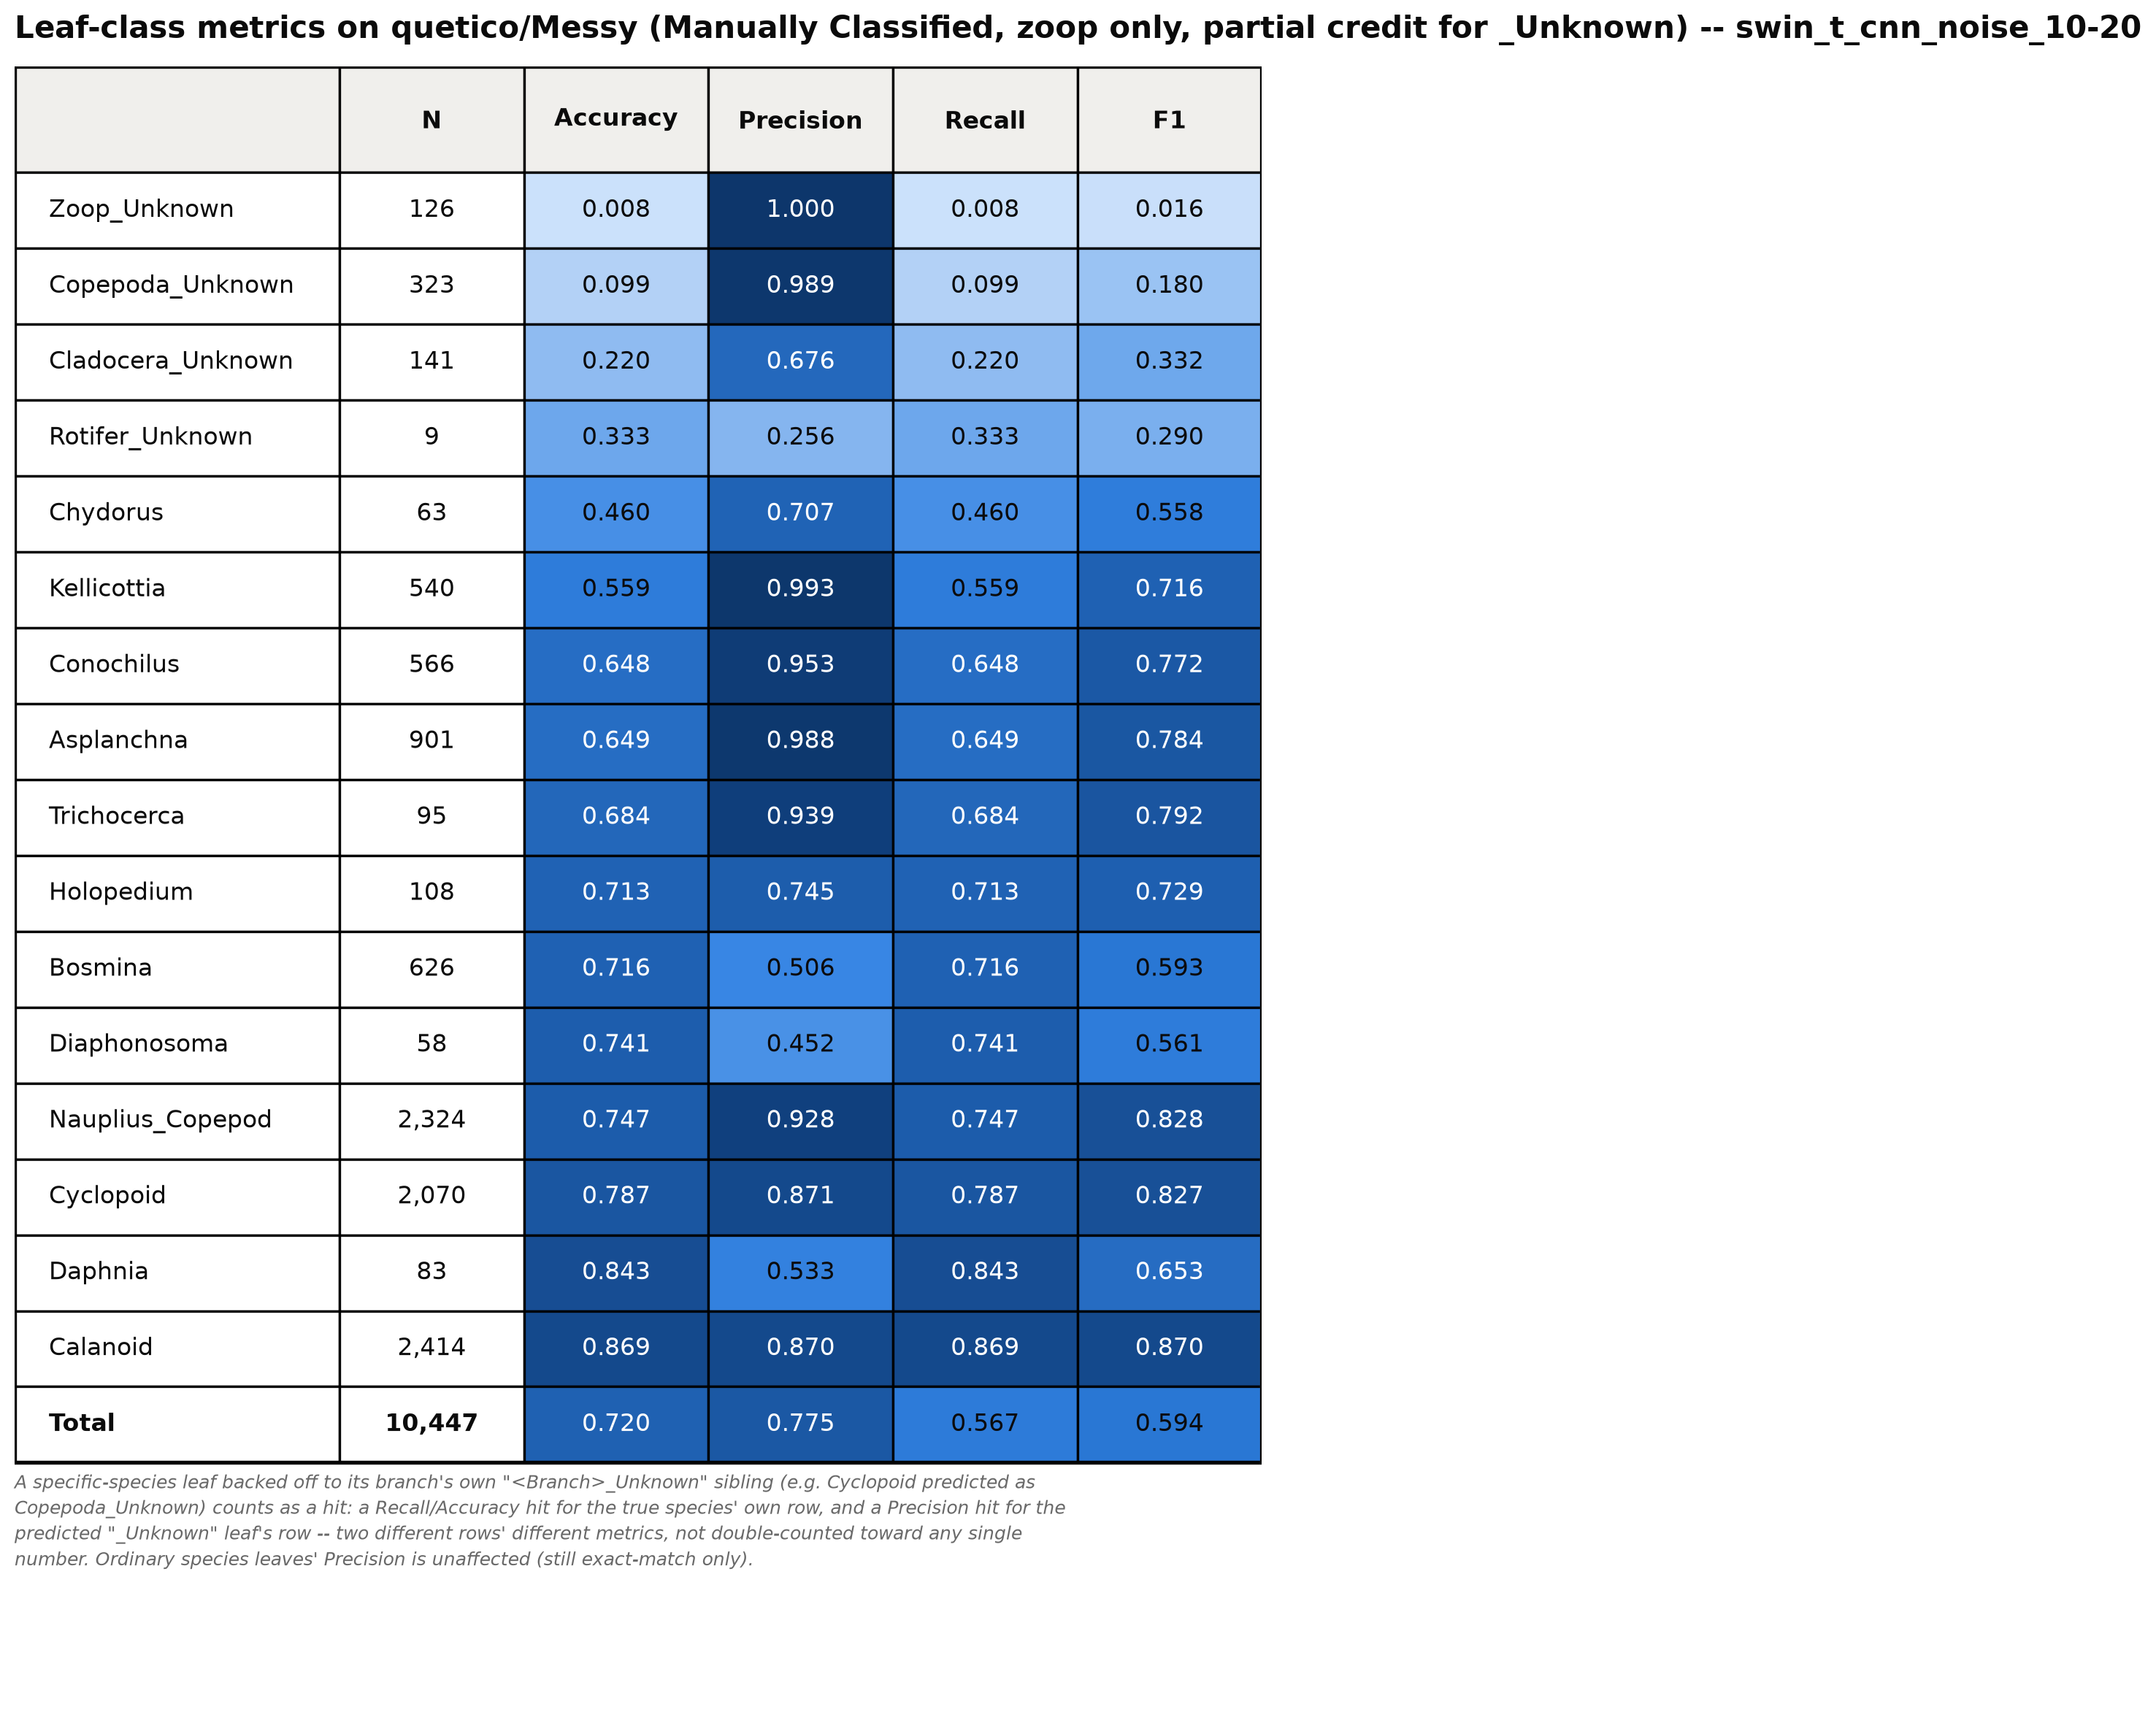 Leaf-class metrics on quetico/Messy (Manually Classified, zoop only, partial credit for _Unknown) -- swin_t_cnn_noise_10-20
N Accuracy Precision Recall F1
Zoop_Unknown 126 0.008 1.000 0.008 0.016
Copepoda_Unknown 323 0.099 0.989 0.099 0.180
Cladocera_Unknown 141 0.220 0.676 0.220 0.332
Rotifer_Unknown 9 0.333 0.256 0.333 0.290
Chydorus 63 0.460 0.707 0.460 0.558
Kellicottia 540 0.559 0.993 0.559 0.716
Conochilus 566 0.648 0.953 0.648 0.772
Asplanchna 901 0.649 0.988 0.649 0.784
Trichocerca 95 0.684 0.939 0.684 0.792
Holopedium 108 0.713 0.745 0.713 0.729
Bosmina 626 0.716 0.506 0.716 0.593
Diaphonosoma 58 0.741 0.452 0.741 0.561
Nauplius_Copepod 2,324 0.747 0.928 0.747 0.828
Cyclopoid 2,070 0.787 0.871 0.787 0.827
Daphnia 83 0.843 0.533 0.843 0.653
Calanoid 2,414 0.869 0.870 0.869 0.870
Total 10,447 0.720 0.775 0.567 0.594
A specific-species leaf backed off to its branch's own "<Branch>_Unknown" sibling (e.g. Cyclopoid predicted as
Copepoda_Unknown) counts as a hit: a Recall/Accuracy hit for the true species' own row, and a Precision hit for the
predicted "_Unknown" leaf's row -- two different rows' different metrics, not double-counted toward any single
number. Ordinary species leaves' Precision is unaffected (still exact-match only).